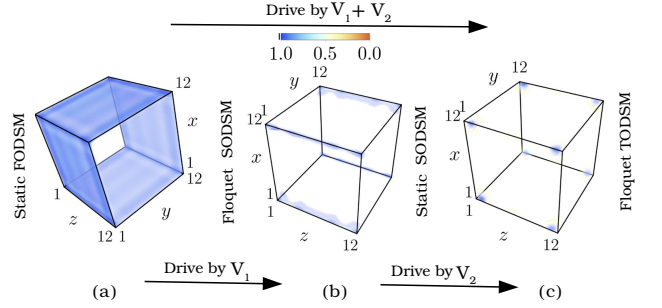 Drive by V1 + V2
1.0 0.5 0.0
Static FODSM
12
x
1
12
y
1
z
12
1
Floquet SODSM
12
y
1
12
x
1
1
z
12
Static SODSM
12
y
1
12
x
1
1
z
12
Floquet TODSM
Drive by V1
Drive by V2
(a)
(b)
(c)